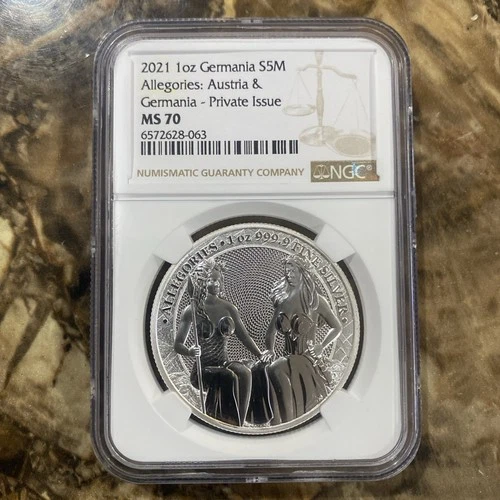 2021 1oz Germania S5M
Allegories: Austria &
Germania - Private Issue
MS 70
6572628-063
NUMISMATIC GUARANTY COMPANY
NGC
ALLEGORIES • 1 oz 999.9 FINE SILVER •